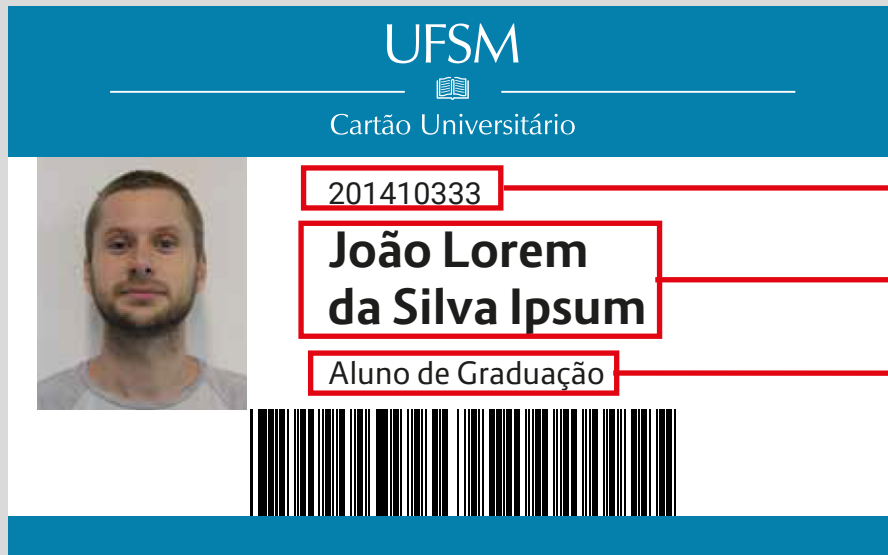 UFSM
Cartão Universitário
201410333
João Lorem
da Silva Ipsum
Aluno de Graduação